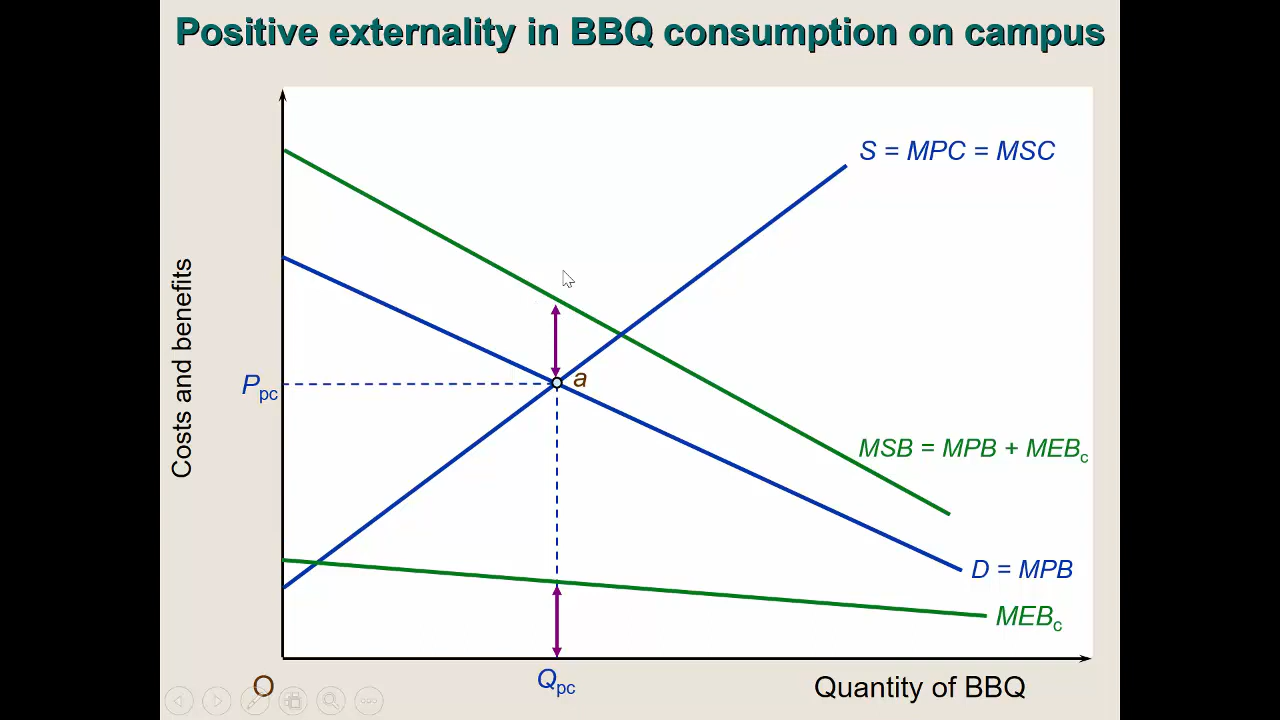 Positive externality in BBQ consumption on campus
S = MPC = MSC
Costs and benefits
Ppc
a
MSB = MPB + MEBc
D = MPB
MEBc
O
Qpc
Quantity of BBQ